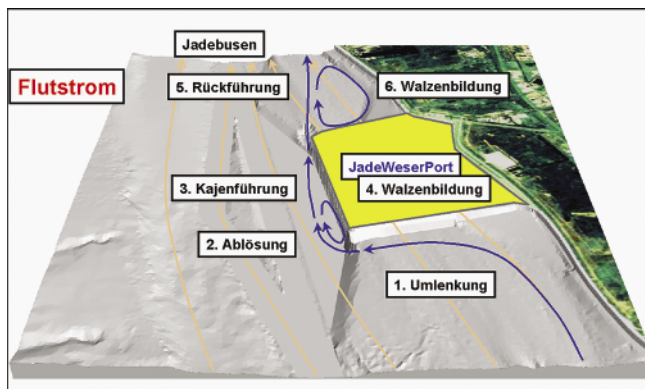 Jadebusen
Flutstrom
5. Rückführung
6. Walzenbildung
JadeWeserPort
3. Kajenführung
4. Walzenbildung
2. Ablösung
1. Umlenkung